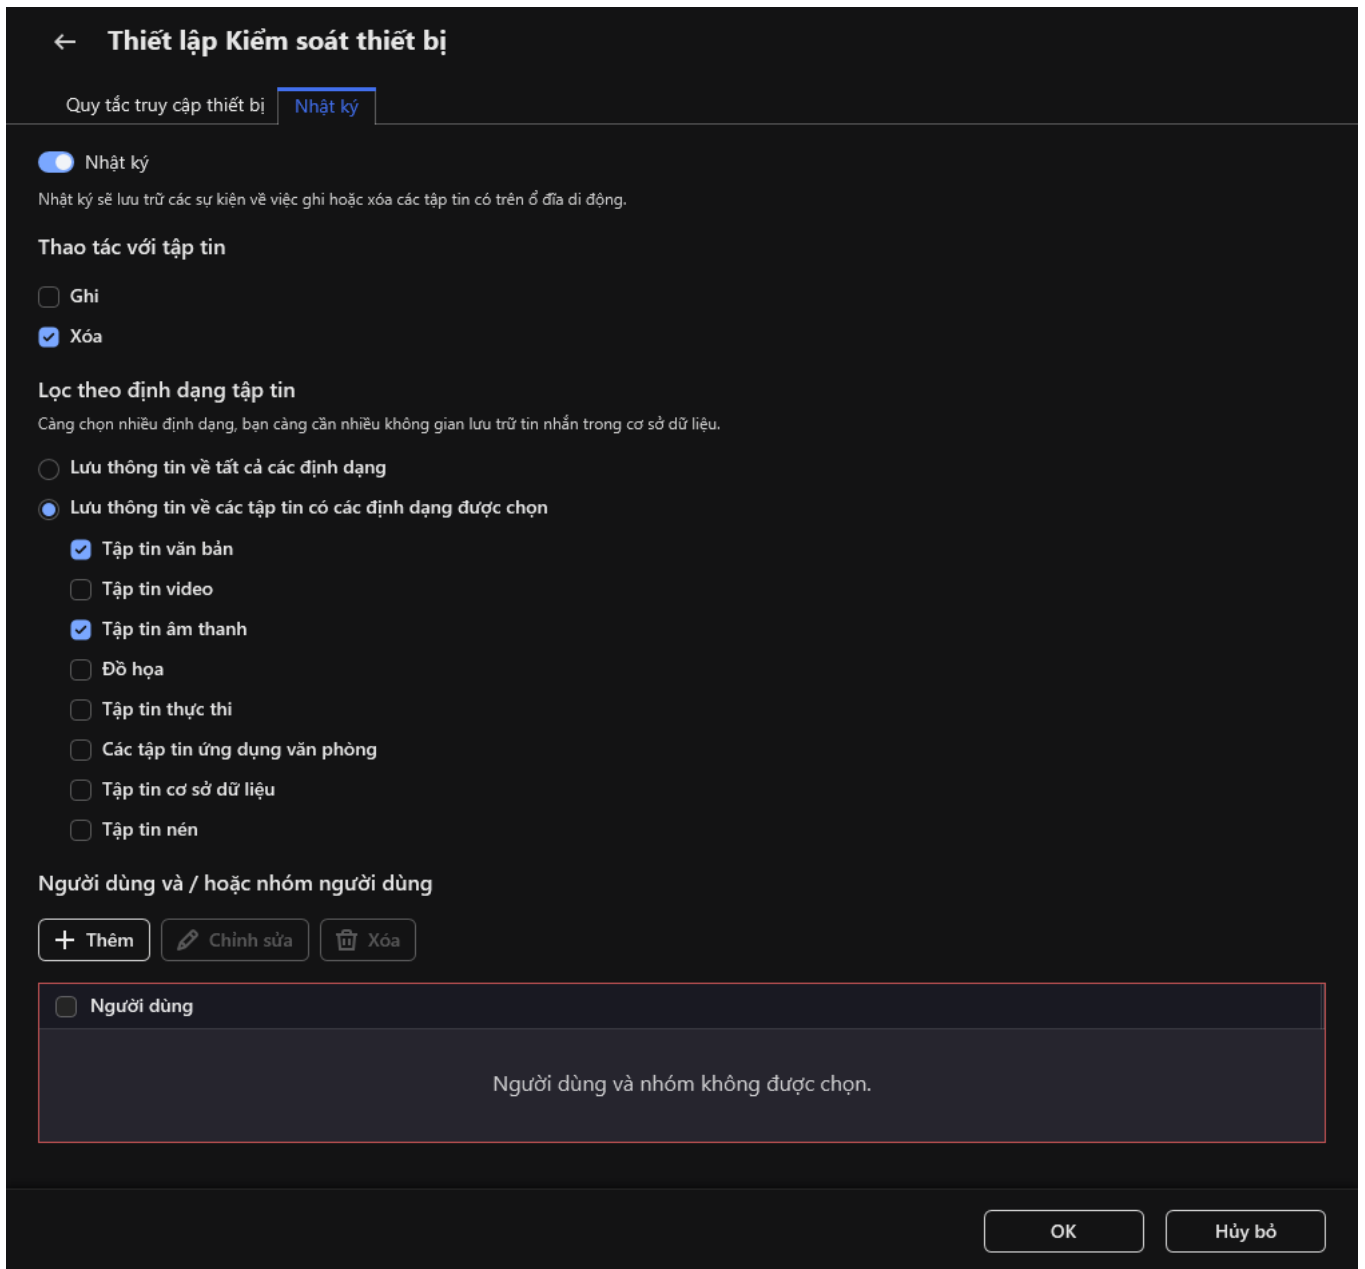 Thiết lập Kiểm soát thiết bị
Quy tắc truy cập thiết bị
Nhật ký
Nhật ký
Nhật ký sẽ lưu trữ các sự kiện về việc ghi hoặc xóa các tập tin có trên ổ đĩa di động.
Thao tác với tập tin
Ghi
Xóa
Lọc theo định dạng tập tin
Càng chọn nhiều định dạng, bạn càng cần nhiều không gian lưu trữ tin nhắn trong cơ sở dữ liệu.
Lưu thông tin về tất cả các định dạng
Lưu thông tin về các tập tin có các định dạng được chọn
Tập tin văn bản
Tập tin video
Tập tin âm thanh
Đồ họa
Tập tin thực thi
Các tập tin ứng dụng văn phòng
Tập tin cơ sở dữ liệu
Tập tin nén
Người dùng và / hoặc nhóm người dùng
Thêm
Chỉnh sửa
Xóa
Người dùng
Người dùng và nhóm không được chọn.
OK
Hủy bỏ